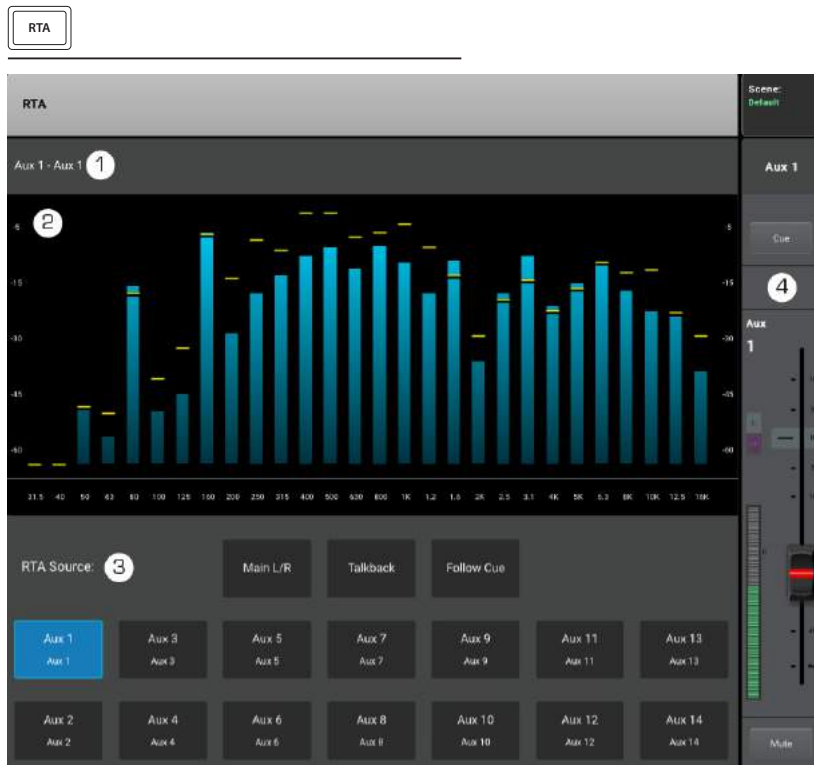 RTA
RTA
Scene:
Default
Aux 1 - Aux 1 1
Aux 1
2
-5 -5
Cue
-15 -15
4
Aux
1
-30 -30
-45 -45
-60 -60
31.5 40 50 63 80 100 125 160 200 250 315 400 500 630 800 1K 1.2 1.6 2K 2.5 3.1 4K 5K 6.3 8K 10K 12.5 16K
RTA Source: 3 Main L/R Talkback Follow Cue
Aux 1 Aux 3 Aux 5 Aux 7 Aux 9 Aux 11 Aux 13
Aux 1 Aux 3 Aux 5 Aux 7 Aux 9 Aux 11 Aux 13
Aux 2 Aux 4 Aux 6 Aux 8 Aux 10 Aux 12 Aux 14
Aux 2 Aux 4 Aux 6 Aux 8 Aux 10 Aux 12 Aux 14
Mute